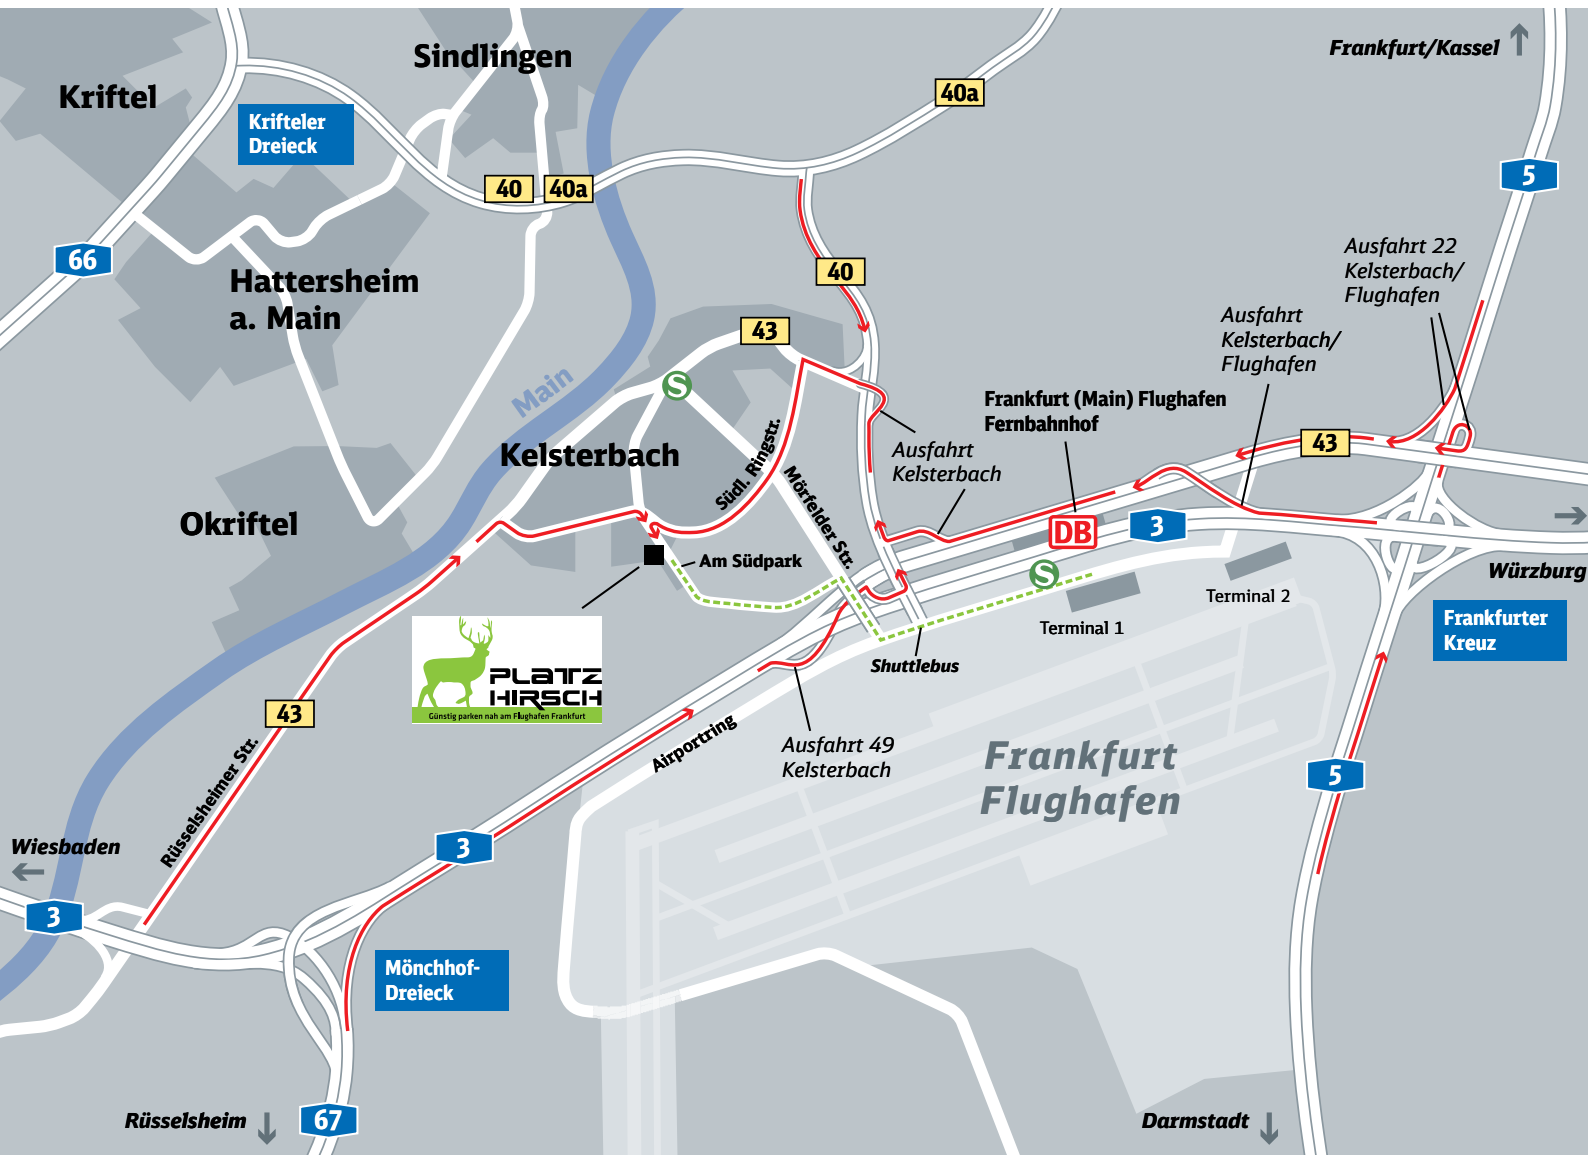 Sindlingen
Frankfurt/Kassel
Kriftel
Krifteler
Dreieck
40a
40
40a
5
66
40
Ausfahrt 22
Kelsterbach/
Flughafen
Hattersheim
a. Main
43
Ausfahrt
Kelsterbach/
Flughafen
Main
S
Frankfurt (Main) Flughafen
Fernbahnhof
43
Kelsterbach
Südl. Ringstr.
Mörfelder Str.
Ausfahrt
Kelsterbach
Okriftel
3
DB
Am Südpark
S
Würzburg
Terminal 2
Terminal 1
Frankfurter
Kreuz
Shuttlebus
PLATZ
HIRSCH
Günstig parken nah am Flughafen Frankfurt
43
Rüsselsheimer Str.
Airportring
Ausfahrt 49
Kelsterbach
Frankfurt
Flughafen
5
Wiesbaden
3
3
Mönchhof-
Dreieck
Rüsselsheim
67
Darmstadt